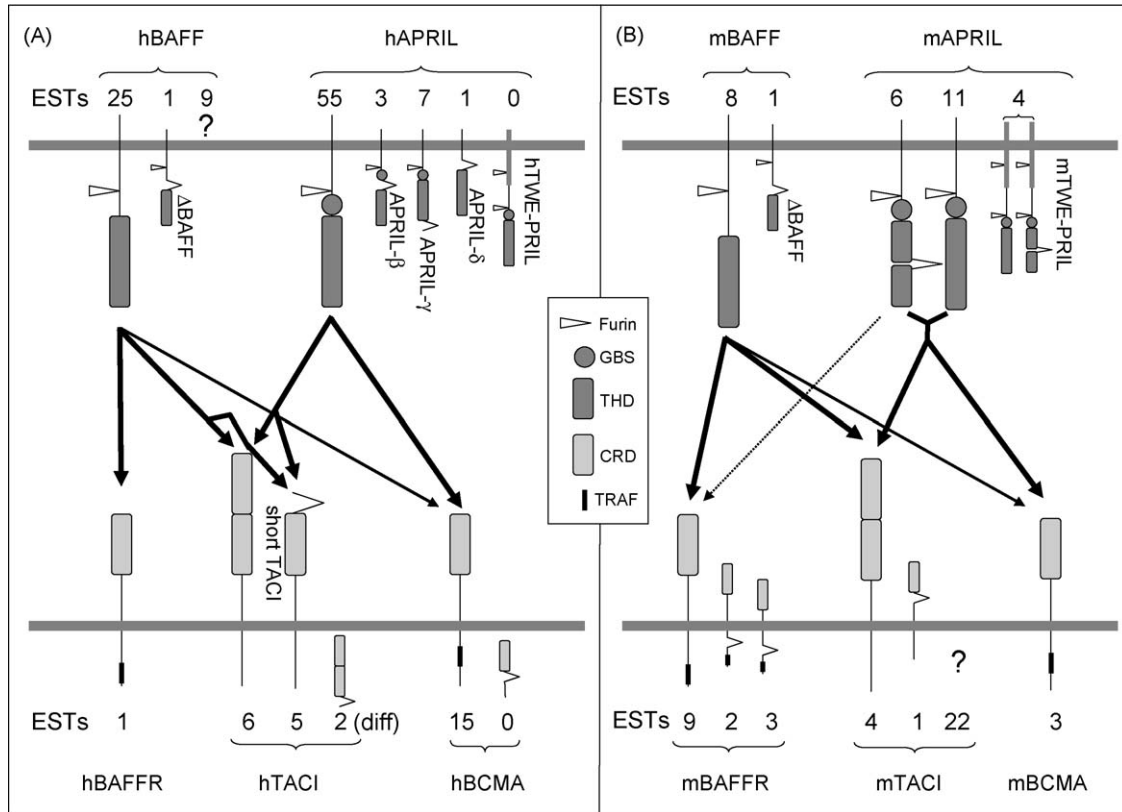 (A)
hBAFF
hAPRIL
ESTs 25 1 9 55 3 7 1 0
?
ΔBAFF
APRIL-β
APRIL-γ
APRIL-δ
hTWE-PRIL
short TACI
ESTs 1 6 5 2 (diff) 15 0
hBAFFR hTACI hBCMA
Furin
GBS
THD
CRD
TRAF
(B)
mBAFF
mAPRIL
ESTs 8 1 6 11 4
ΔBAFF
mTWE-PRIL
?
ESTs 9 2 3 4 1 22 3
mBAFFR mTACI mBCMA